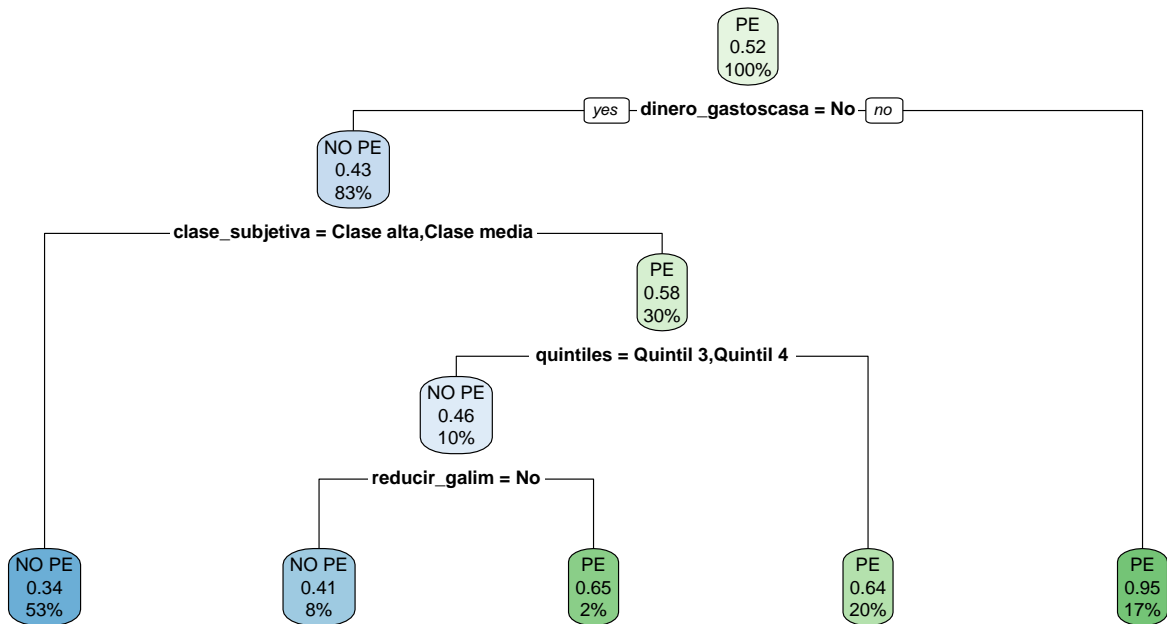 PE
0.52
100%
yes dinero_gastoscasa = No no
NO PE
0.43
83%
clase_subjetiva = Clase alta,Clase media
PE
0.58
30%
quintiles = Quintil 3,Quintil 4
NO PE
0.46
10%
reducir_galim = No
NO PE
0.34
53%
NO PE
0.41
8%
PE
0.65
2%
PE
0.64
20%
PE
0.95
17%